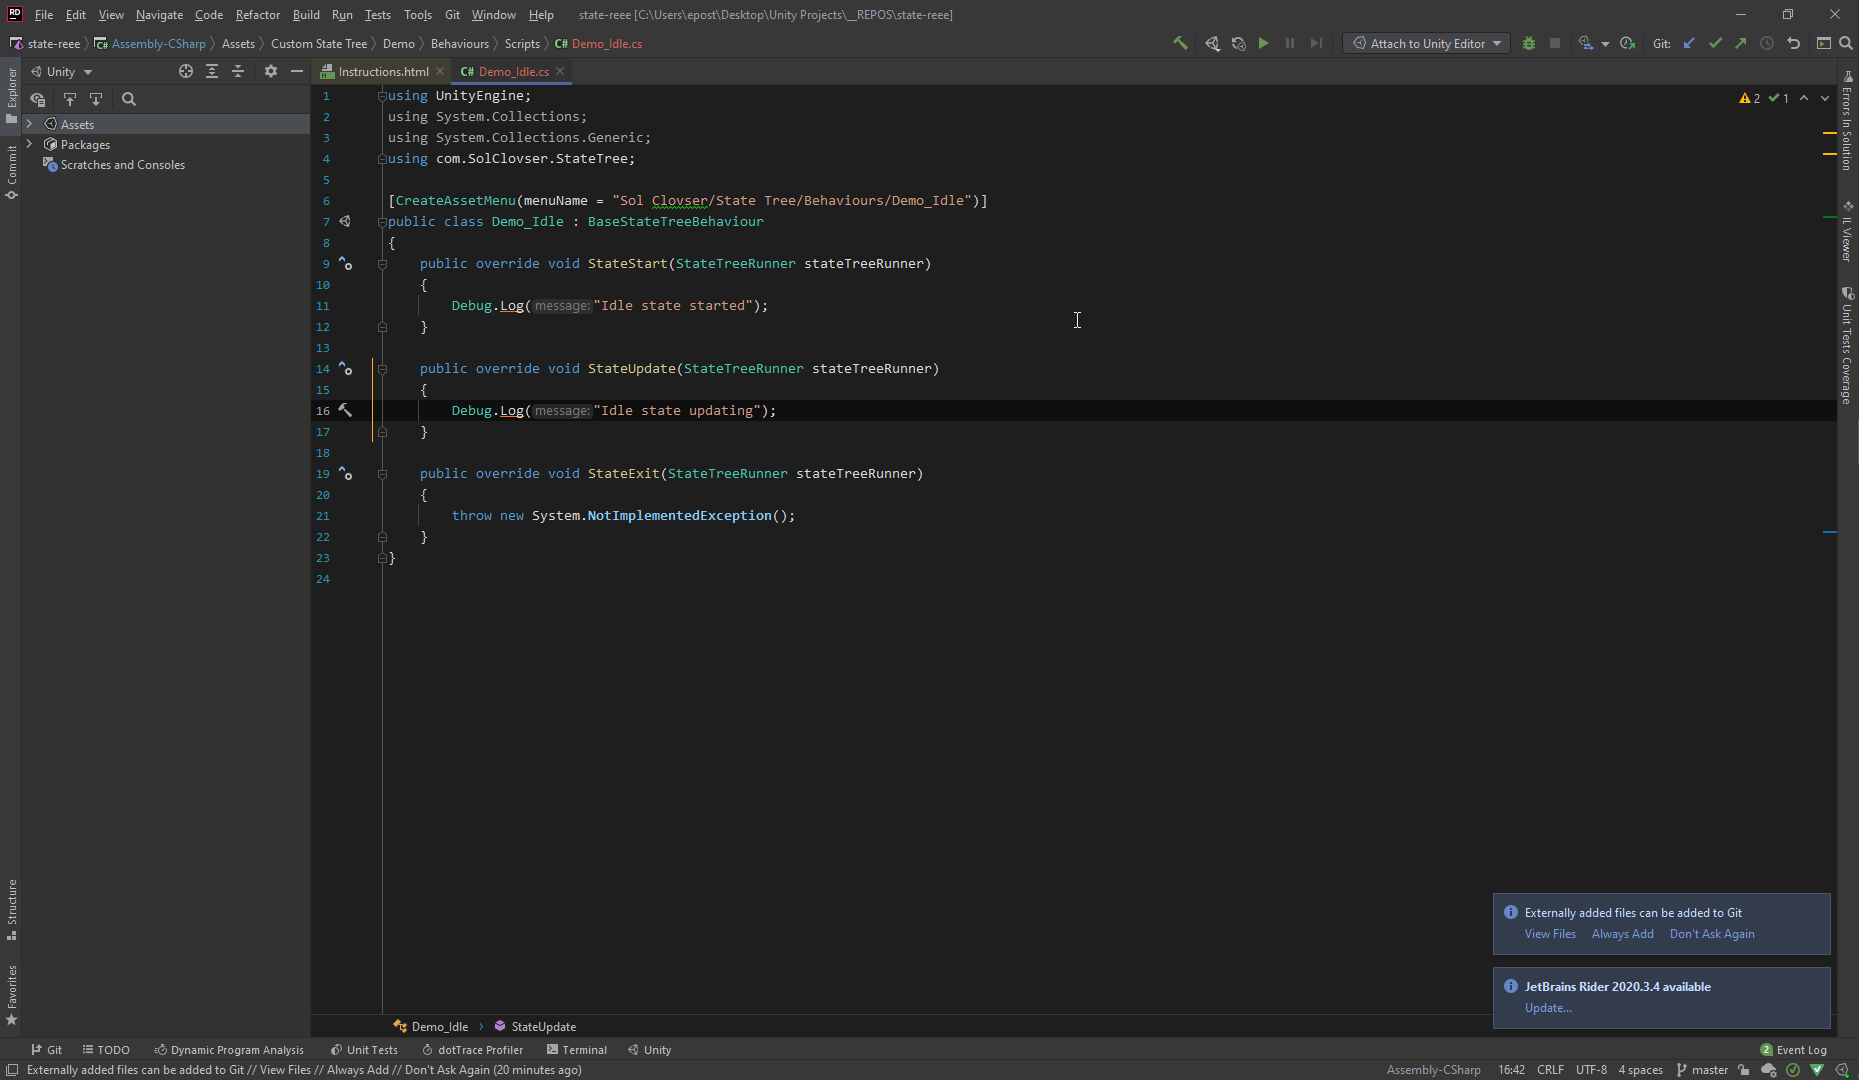 RD File Edit View Navigate Code Refactor Build Run Tests Tools Git Window Help state-reee [C:\Users\epost\Desktop\Unity Projects\__REPOS\state-reee]
state-reee Assembly-CSharp Assets Custom State Tree Demo Behaviours Scripts C# Demo_Idle.cs Attach to Unity Editor Git:
Unity Instructions.html C# Demo_Idle.cs
Assets
Packages
Scratches and Consoles
Explorer
Commit
Structure
Favorites
1 using UnityEngine;
2 using System.Collections;
3 using System.Collections.Generic;
4 using com.SolClovser.StateTree;
5
6 [CreateAssetMenu(menuName = "Sol Clovser/State Tree/Behaviours/Demo_Idle")]
7 public class Demo_Idle : BaseStateTreeBehaviour
8 {
9 public override void StateStart(StateTreeRunner stateTreeRunner)
10 {
11 Debug.Log( message: "Idle state started");
12 }
13
14 public override void StateUpdate(StateTreeRunner stateTreeRunner)
15 {
16 Debug.Log( message: "Idle state updating");
17 }
18
19 public override void StateExit(StateTreeRunner stateTreeRunner)
20 {
21 throw new System.NotImplementedException();
22 }
23 }
24
2 1
Errors In Solution
IL Viewer
Unit Tests Coverage
Externally added files can be added to Git
View Files Always Add Don't Ask Again
JetBrains Rider 2020.3.4 available
Update...
Demo_Idle StateUpdate
Git TODO Dynamic Program Analysis Unit Tests dotTrace Profiler Terminal Unity 2 Event Log
Externally added files can be added to Git // View Files // Always Add // Don't Ask Again (20 minutes ago) Assembly-CSharp 16:42 CRLF UTF-8 4 spaces master